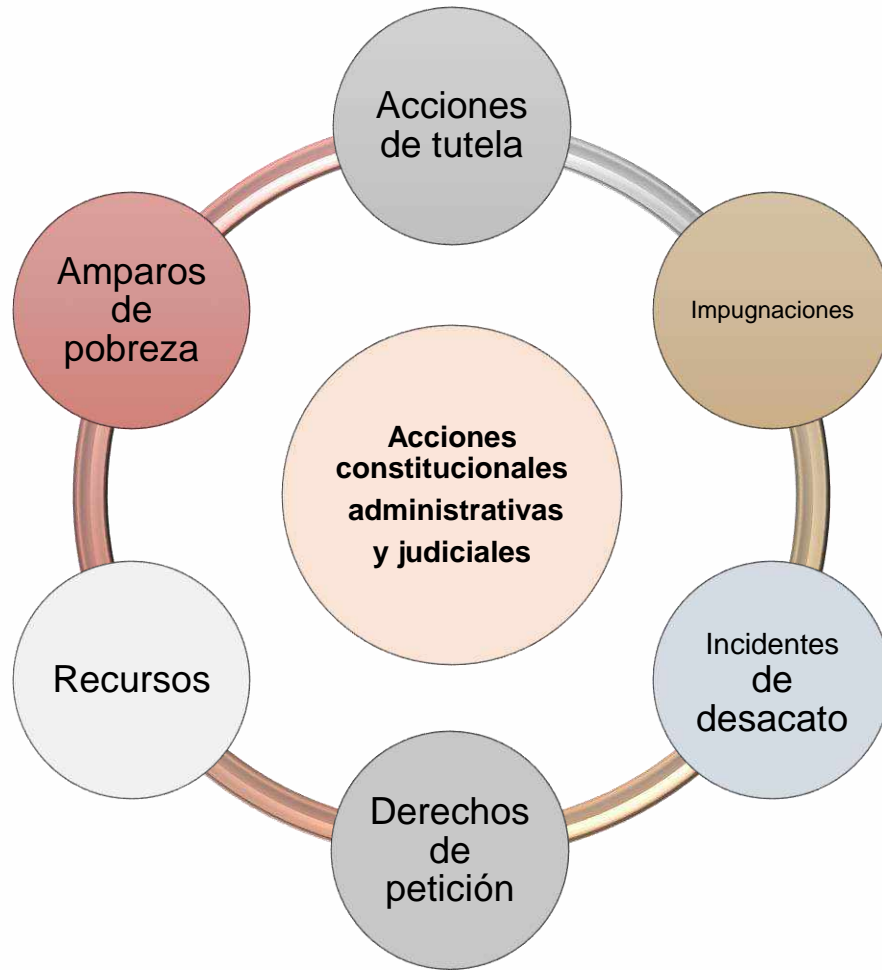 Acciones
de tutela
Impugnaciones
Incidentes
de
desacato
Derechos
de
petición
Recursos
Amparos
de
pobreza
Acciones
constitucionales
administrativas
y judiciales